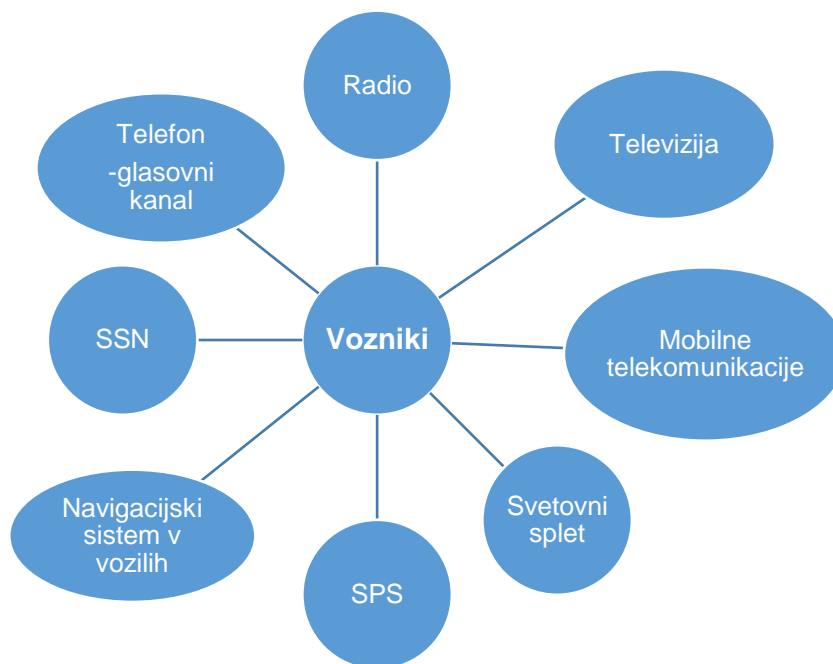 Radio
Telefon
-glasovni
kanal
Televizija
SSN
Vozniki
Mobilne
telekomunikacije
Navigacijski
sistem v
vozilih
SPS
Svetovni
splet